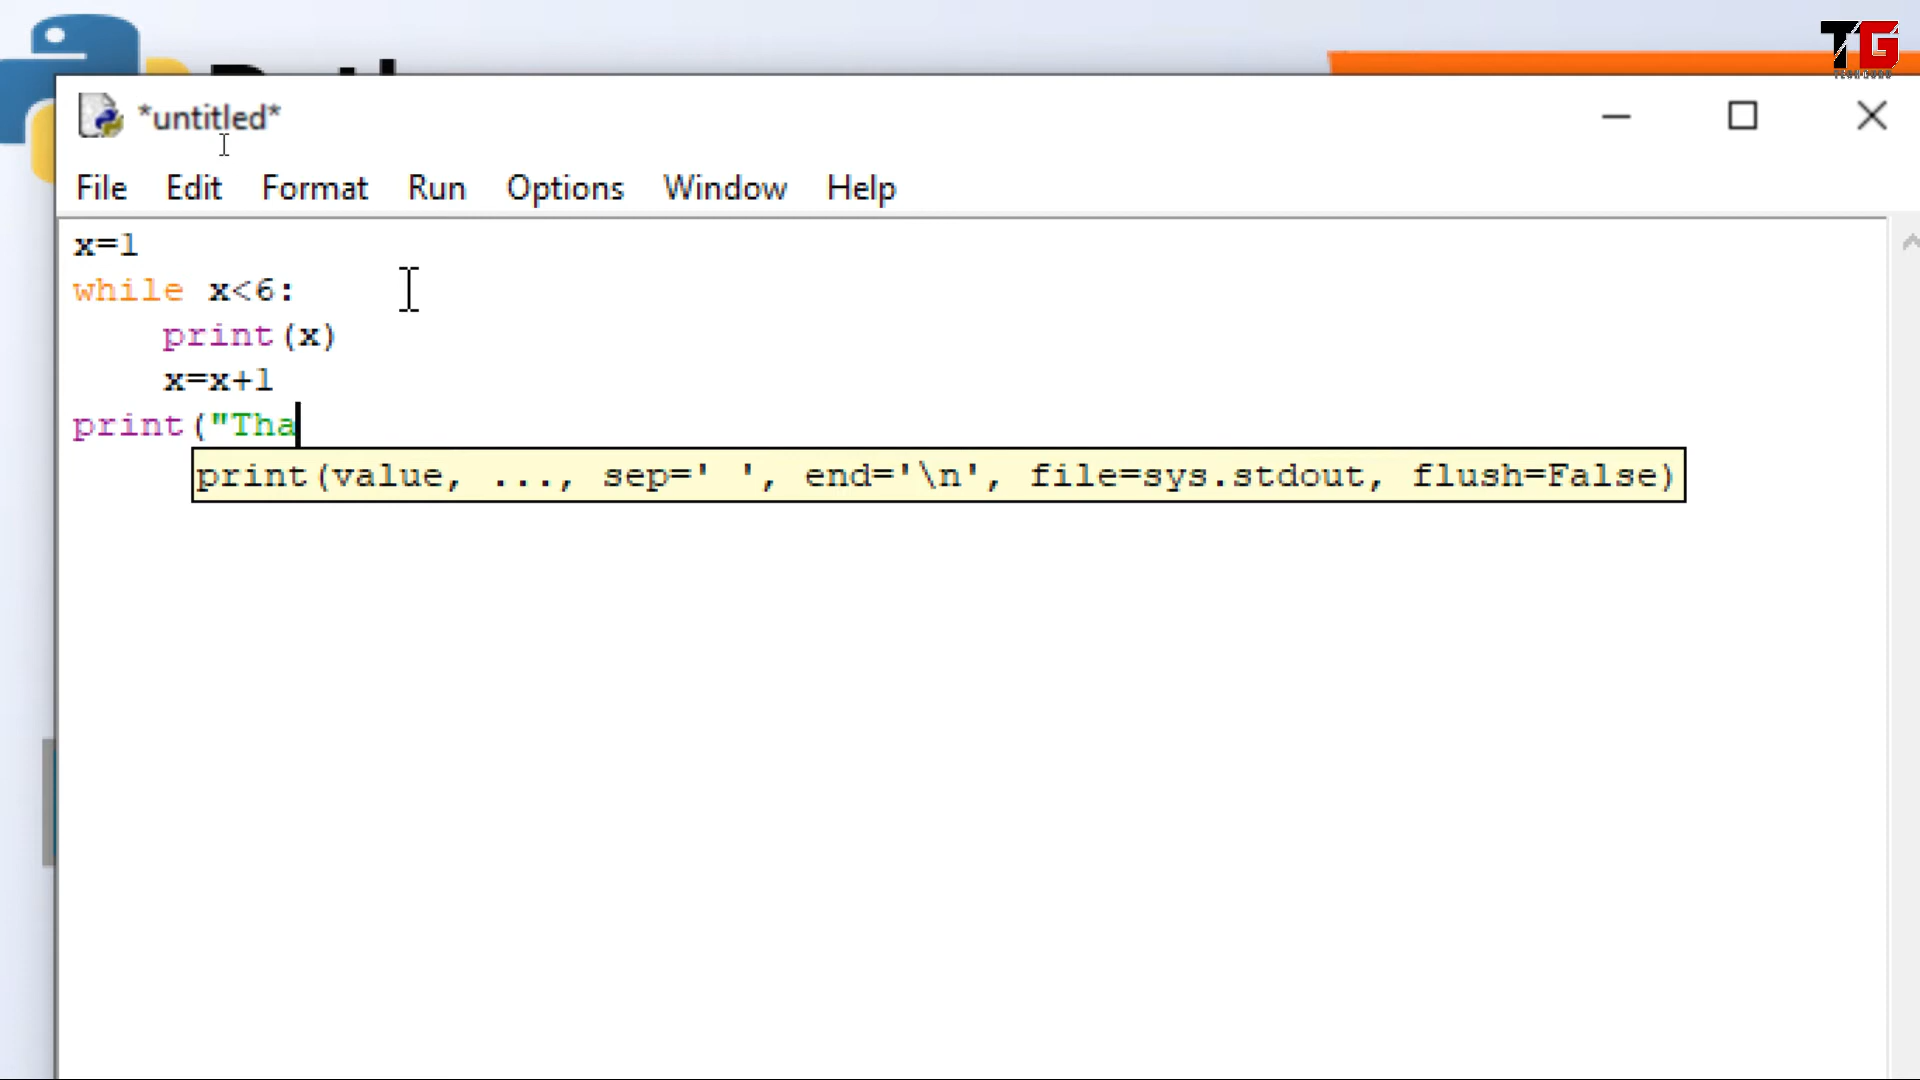 TG
*untitled*
File Edit Format Run Options Window Help
x=1
while x<6:
    print(x)
    x=x+1
print("Tha
print(value, ..., sep=' ', end='\n', file=sys.stdout, flush=False)